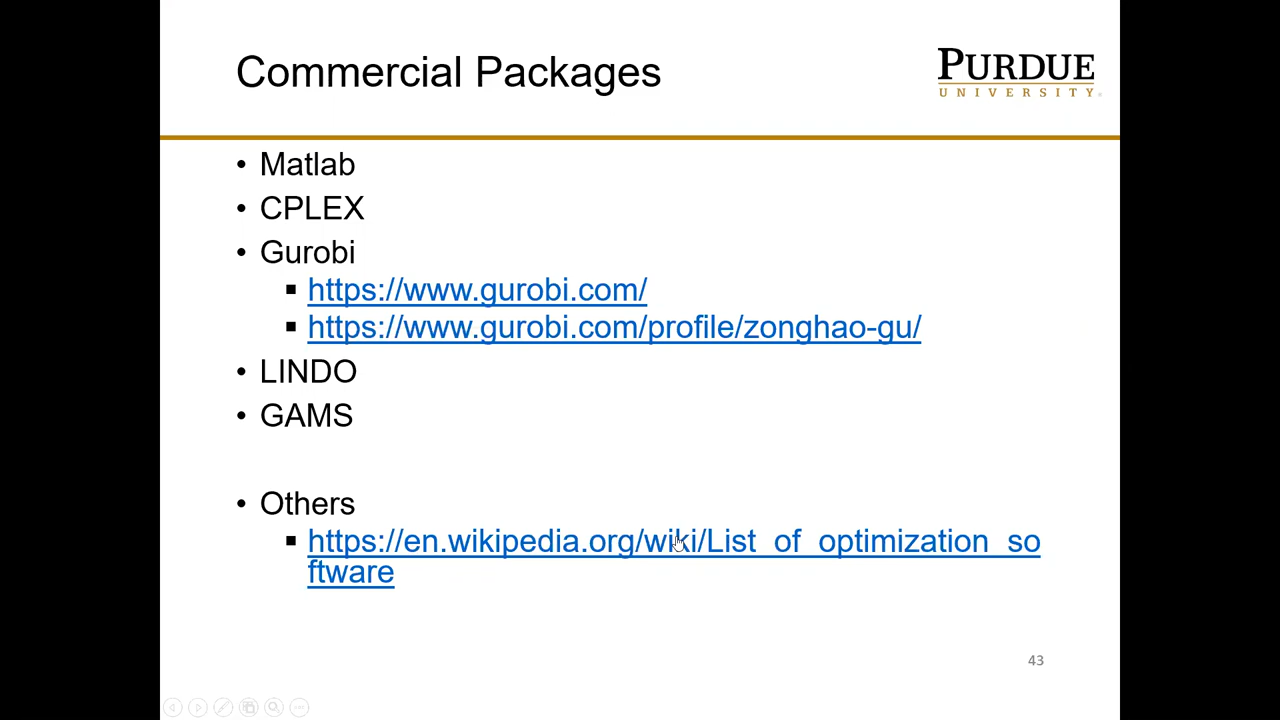 Commercial Packages
PURDUE
UNIVERSITY
• Matlab
• CPLEX
• Gurobi
▪ https://www.gurobi.com/
▪ https://www.gurobi.com/profile/zonghao-gu/
• LINDO
• GAMS
• Others
▪ https://en.wikipedia.org/wiki/List_of_optimization_so
ftware
43